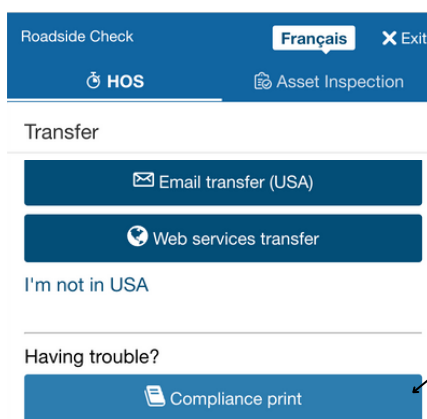 Roadside Check
Français
Exit
HOS
Asset Inspection
Transfer
Email transfer (USA)
Web services transfer
I'm not in USA
Having trouble?
Compliance print